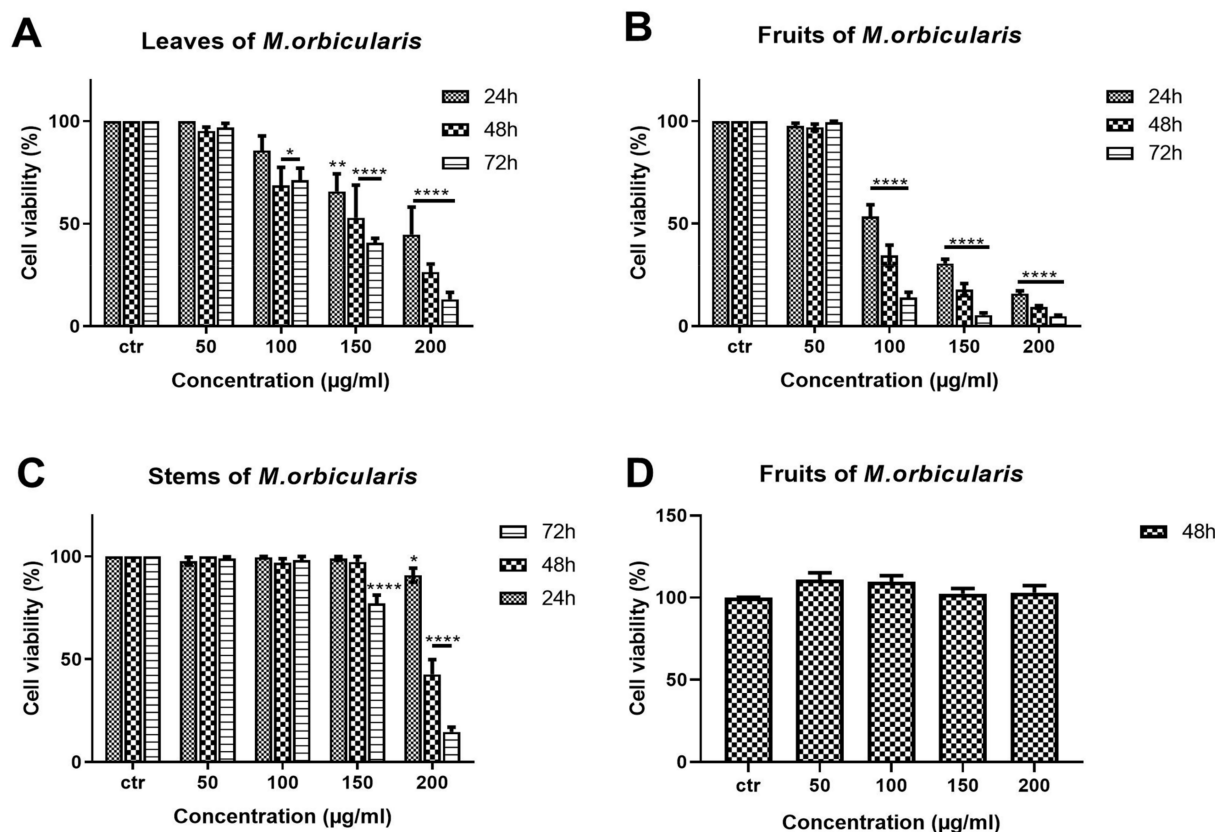 A
Leaves of M.orbicularis
Cell viability (%)
100
50
0
24h
48h
72h
*
**
****
****
ctr 50 100 150 200
Concentration (µg/ml)
B
Fruits of M.orbicularis
Cell viability (%)
100
50
0
24h
48h
72h
****
****
****
ctr 50 100 150 200
Concentration (µg/ml)
C
Stems of M.orbicularis
Cell viability (%)
100
50
0
72h
48h
24h
****
*
****
ctr 50 100 150 200
Concentration (µg/ml)
D
Fruits of M.orbicularis
Cell viability (%)
150
100
50
0
48h
ctr 50 100 150 200
Concentration (µg/ml)